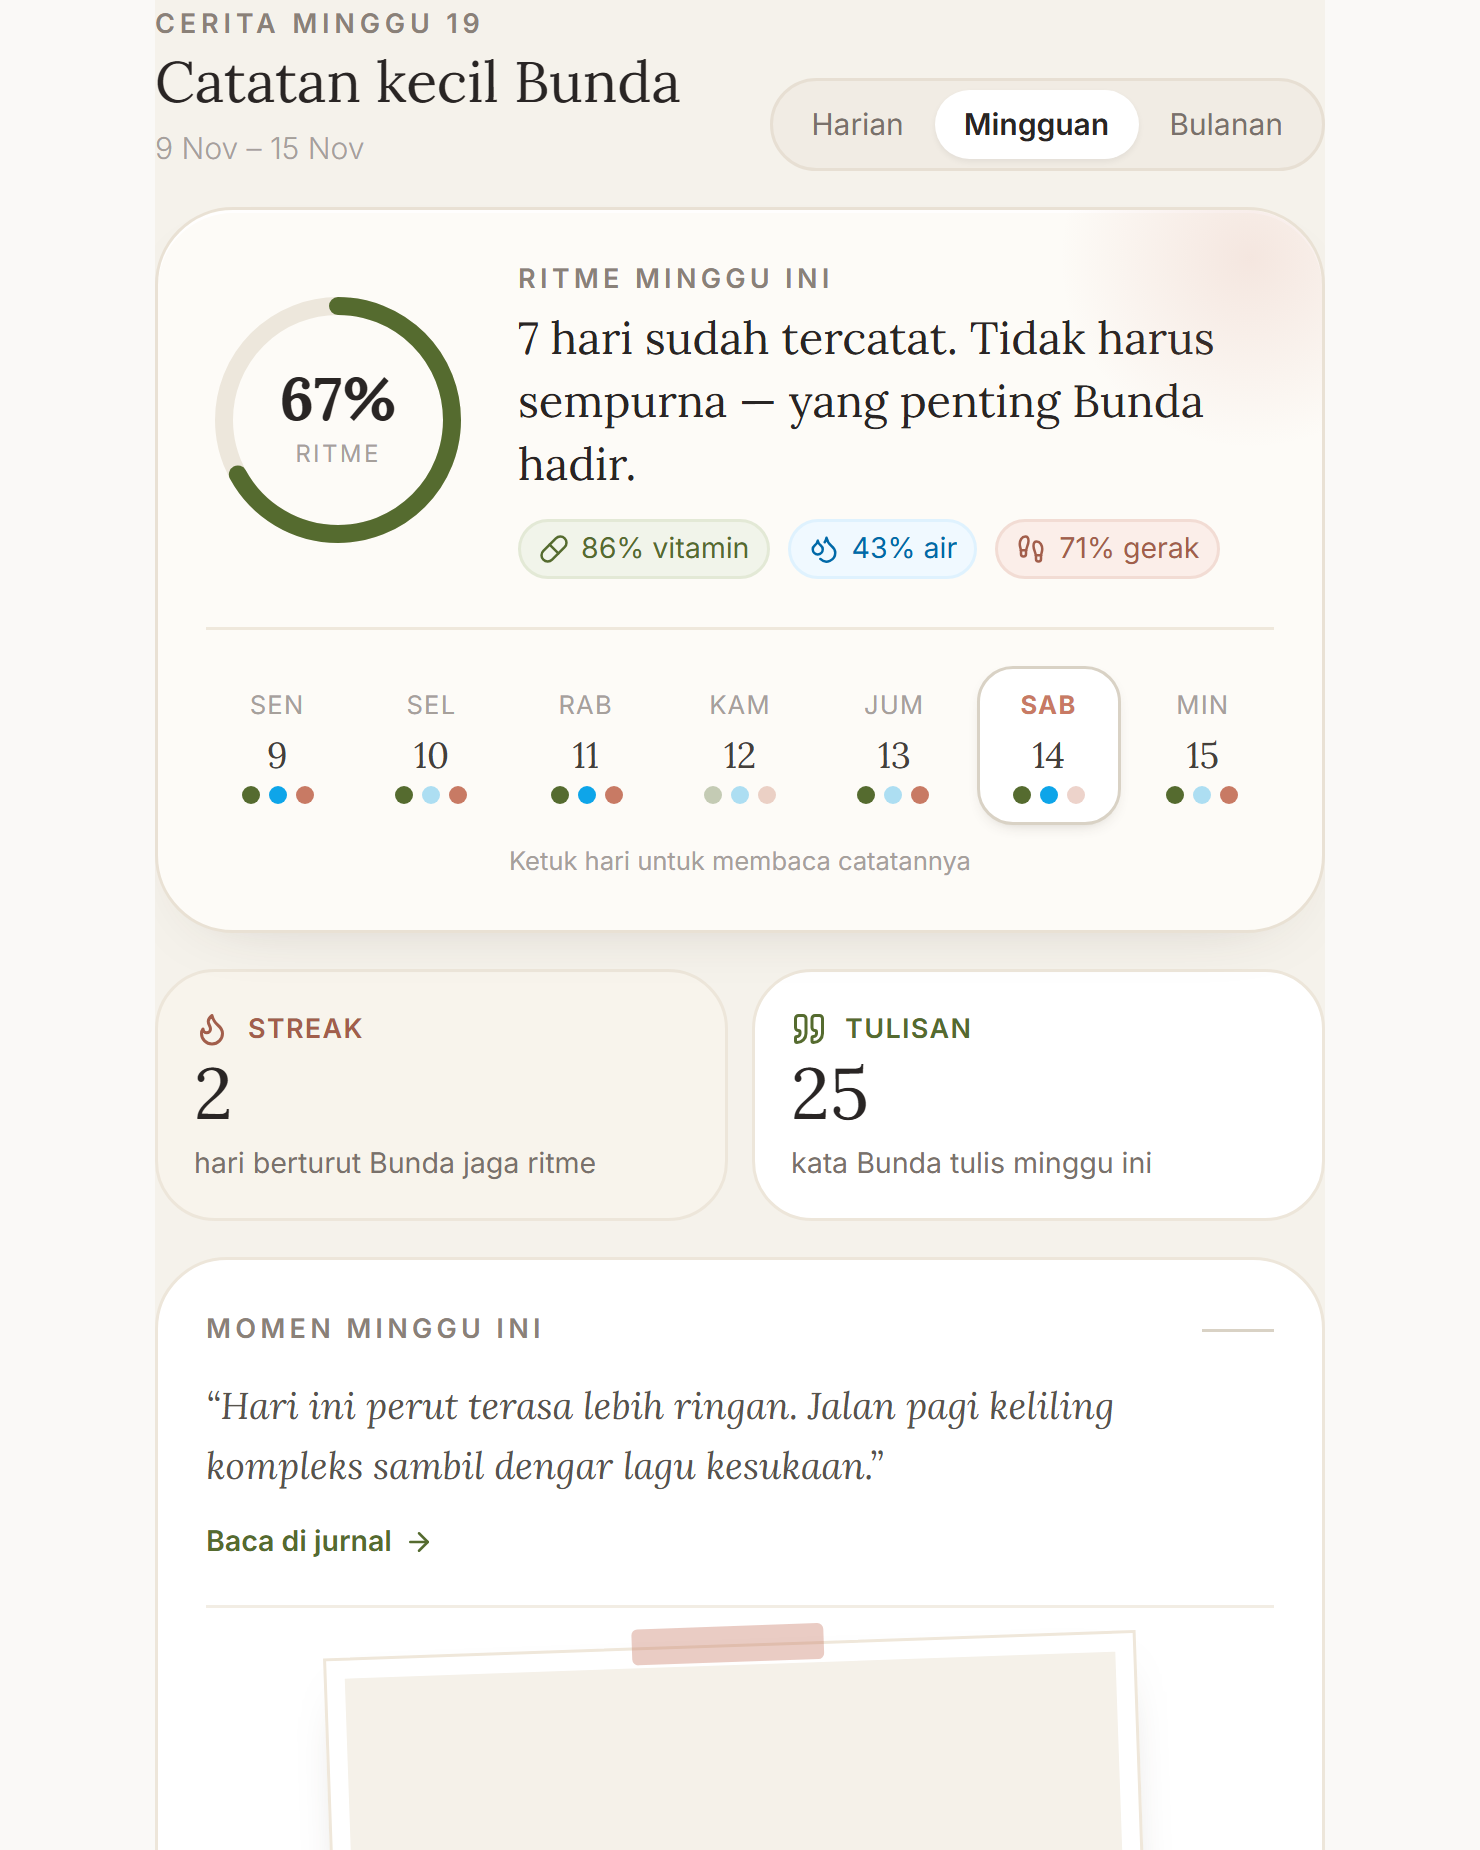 CERITA MINGGU 19
Catatan kecil Bunda
9 Nov – 15 Nov
Harian
Mingguan
Bulanan
67%
RITME
RITME MINGGU INI
7 hari sudah tercatat. Tidak harus
sempurna — yang penting Bunda
hadir.
86% vitamin
43% air
71% gerak
SEN
SEL
RAB
KAM
JUM
SAB
MIN
9
10
11
12
13
14
15
Ketuk hari untuk membaca catatannya
STREAK
2
hari berturut Bunda jaga ritme
TULISAN
25
kata Bunda tulis minggu ini
MOMEN MINGGU INI
“Hari ini perut terasa lebih ringan. Jalan pagi keliling
kompleks sambil dengar lagu kesukaan.”
Baca di jurnal →